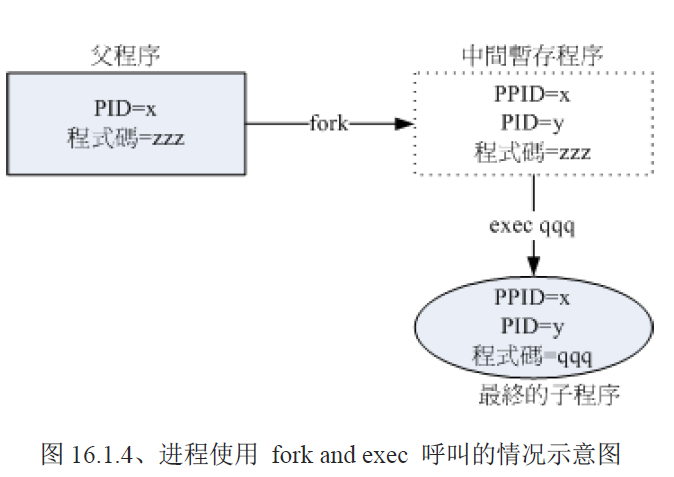 父程序
PID=x
程式碼=zzz
fork
中間暫存程序
PPID=x
PID=y
程式碼=zzz
exec qqq
PPID=x
PID=y
程式碼=qqq
最終的子程序
图 16.1.4、进程使用 fork and exec 呼叫的情况示意图